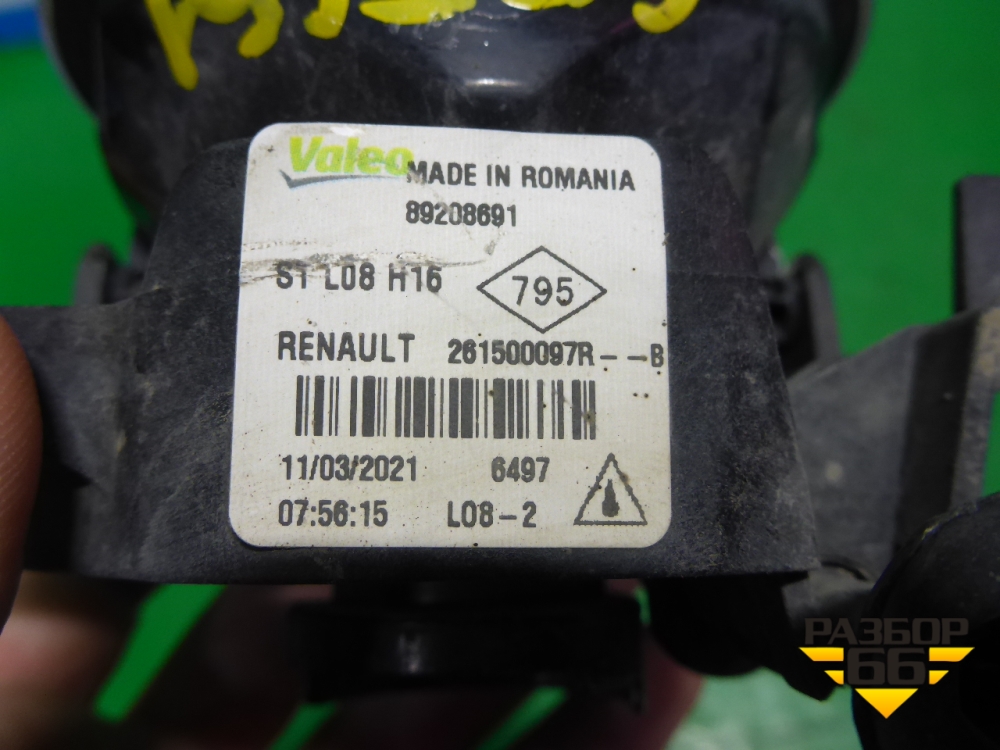 Valeo MADE IN ROMANIA
89208691
S1 L08 H16
795
RENAULT 261500097R--B
11/03/2021 6497
07:56:15 L08-2
РАЗБОР
66